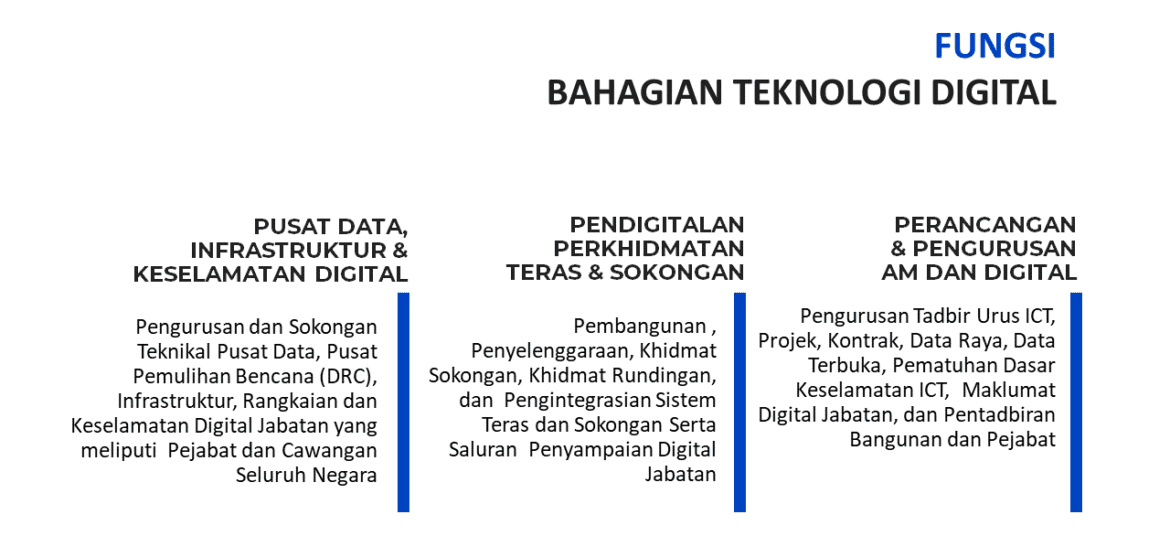 FUNGSI
BAHAGIAN TEKNOLOGI DIGITAL
PUSAT DATA,
INFRASTRUKTUR &
KESELAMATAN DIGITAL
Pengurusan dan Sokongan
Teknikal Pusat Data, Pusat
Pemulihan Bencana (DRC),
Infrastruktur, Rangkaian dan
Keselamatan Digital Jabatan yang
meliputi Pejabat dan Cawangan
Seluruh Negara
PENDIGITALAN
PERKHIDMATAN
TERAS & SOKONGAN
Pembangunan ,
Penyelenggaraan, Khidmat
Sokongan, Khidmat Rundingan,
dan Pengintegrasian Sistem
Teras dan Sokongan Serta
Saluran Penyampaian Digital
Jabatan
PERANCANGAN
& PENGURUSAN
AM DAN DIGITAL
Pengurusan Tadbir Urus ICT,
Projek, Kontrak, Data Raya, Data
Terbuka, Pematuhan Dasar
Keselamatan ICT, Maklumat
Digital Jabatan, dan Pentadbiran
Bangunan dan Pejabat